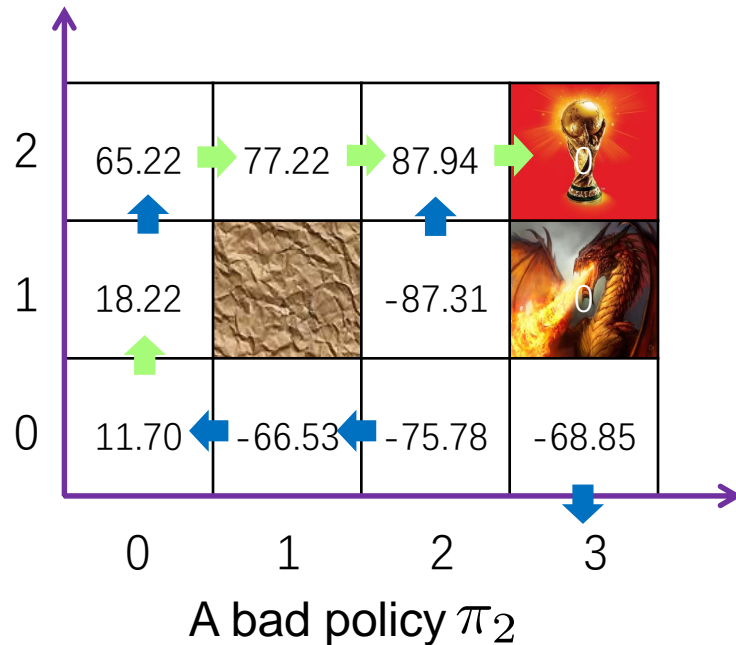 2 65.22 77.22 87.94 0
1 18.22 -87.31 0
0 11.70 -66.53 -75.78 -68.85
0 1 2 3
A bad policy π₂